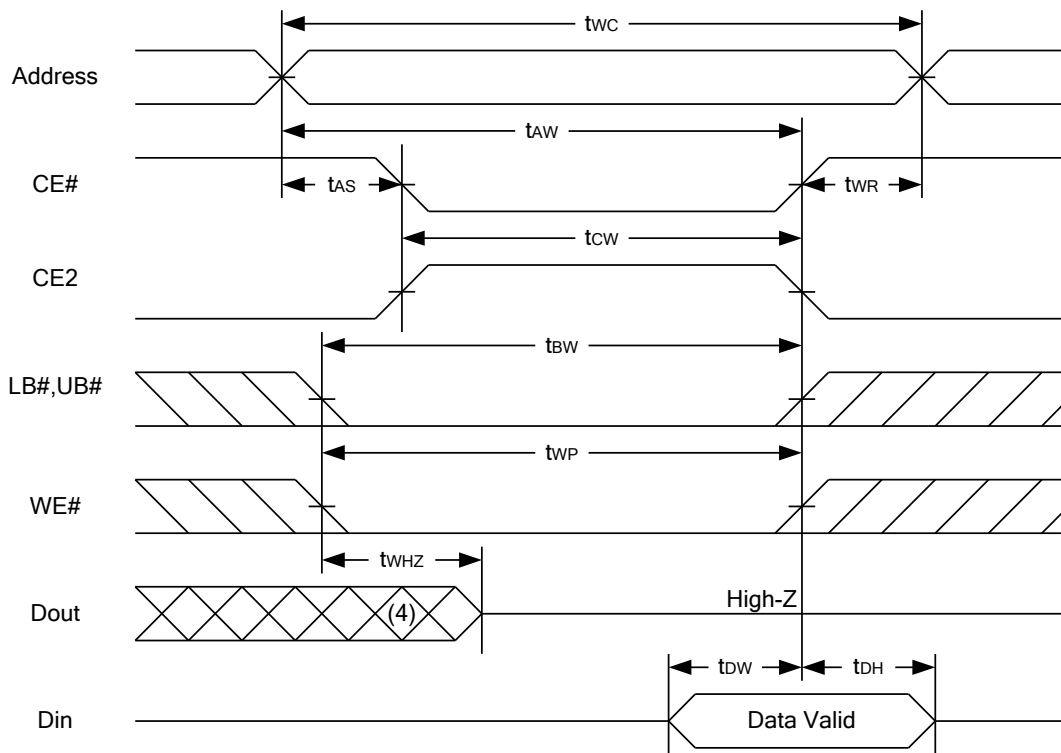 tWC
Address
tAW
CE#
tAS
tWR
tCW
CE2
tBW
LB#,UB#
tWP
WE#
tWHZ
Dout
(4)
High-Z
tDW
tDH
Din
Data Valid